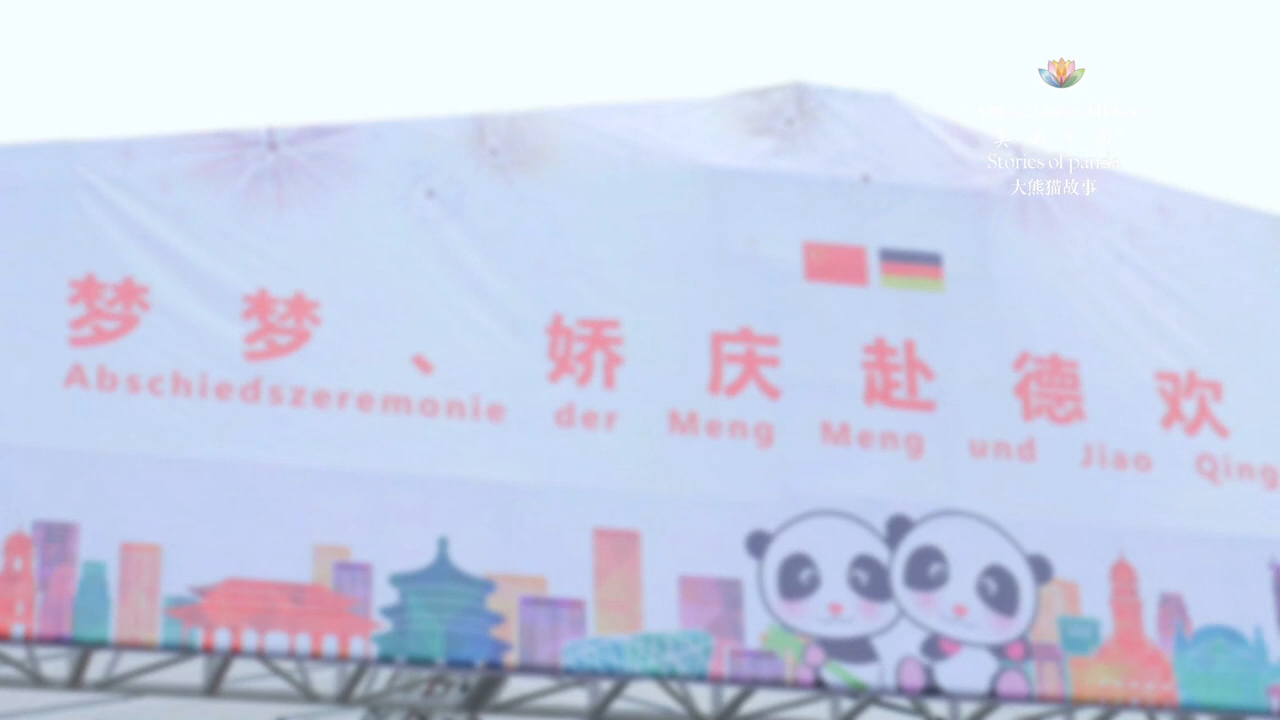 Stories of panda
大熊猫故事
梦梦、娇庆赴德欢
Abschiedszeremonie der Meng Meng und Jiao Qing